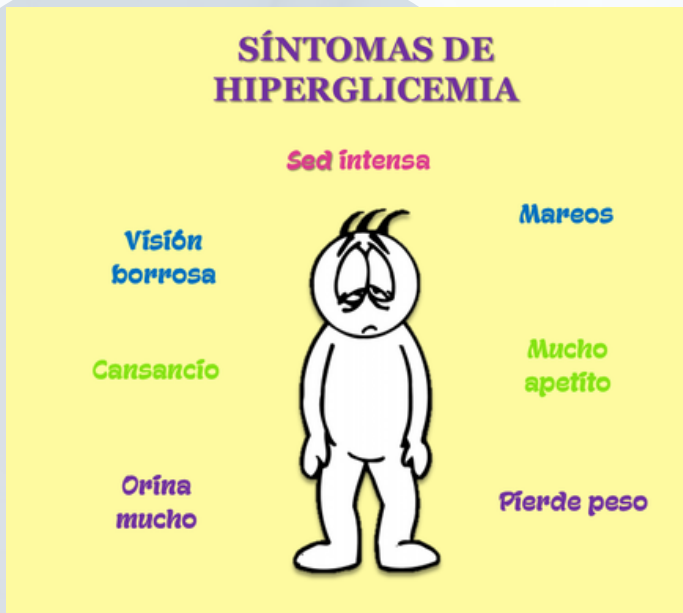 SÍNTOMAS DE
HIPERGLICEMIA
Sed intensa
Mareos
Visión
borrosa
Mucho
apetito
Cansancio
Orina
mucho
Pierde peso